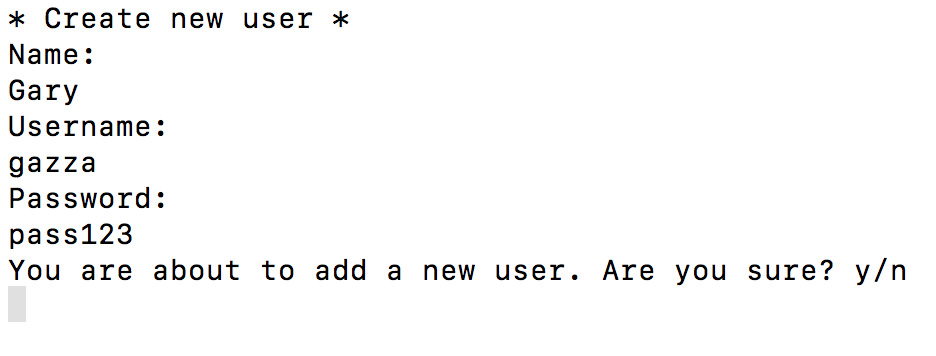 * Create new user *
Name:
Gary
Username:
gazza
Password:
pass123
You are about to add a new user. Are you sure? y/n